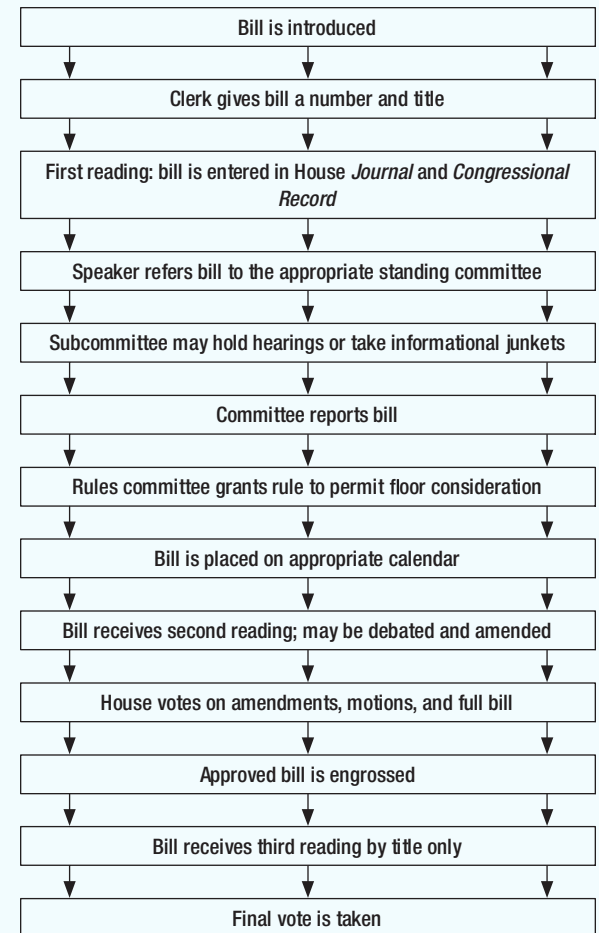 Bill is introduced
Clerk gives bill a number and title
First reading: bill is entered in House Journal and Congressional
Record
Speaker refers bill to the appropriate standing committee
Subcommittee may hold hearings or take informational junkets
Committee reports bill
Rules committee grants rule to permit floor consideration
Bill is placed on appropriate calendar
Bill receives second reading; may be debated and amended
House votes on amendments, motions, and full bill
Approved bill is engrossed
Bill receives third reading by title only
Final vote is taken